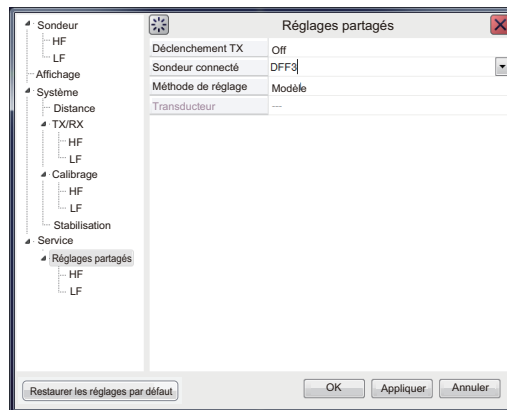 Sondeur
HF
LF
Affichage
Système
Distance
TX/RX
HF
LF
Calibrage
HF
LF
Stabilisation
Service
Réglages partagés
HF
LF
Réglages partagés
Déclenchement TX Off
Sondeur connecté DFF3
Méthode de réglage Modèle
Transducteur ---
Restaurer les réglages par défaut
OK Appliquer Annuler